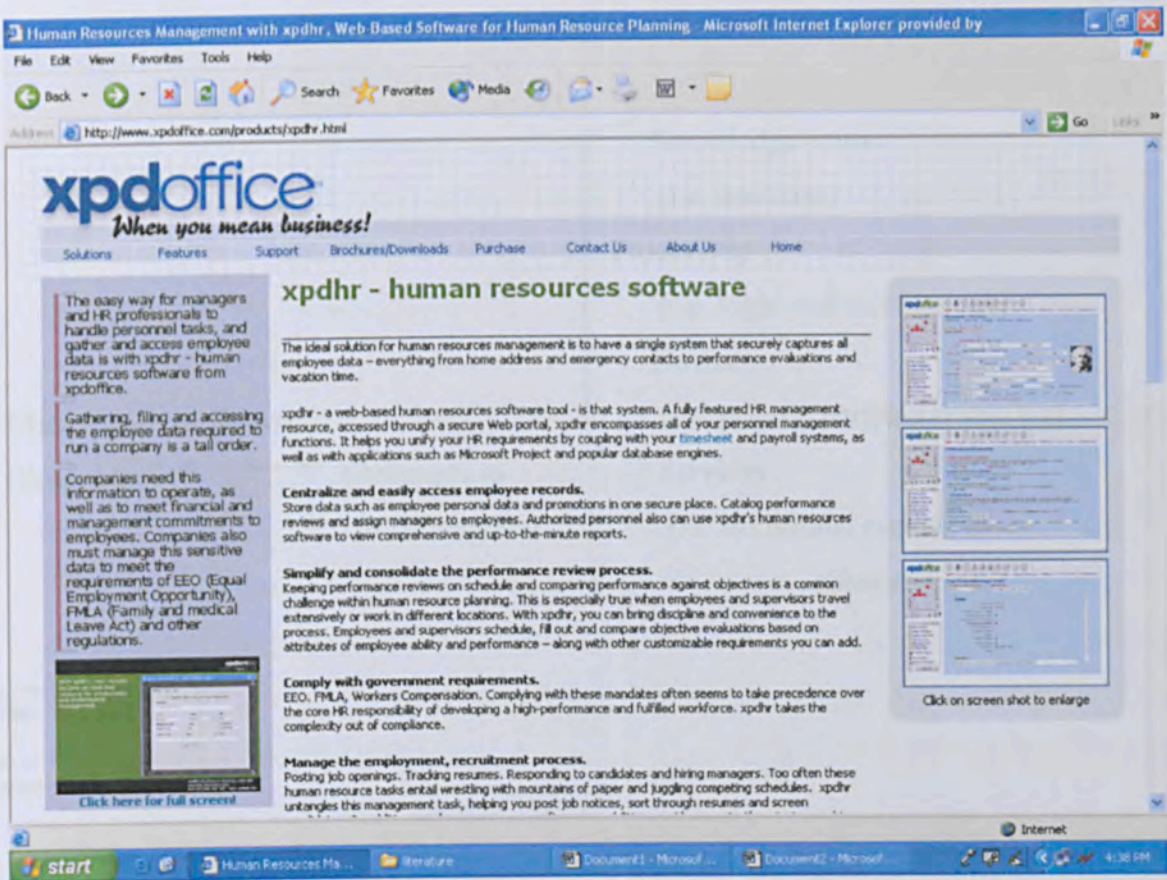 Human Resources Management with xpdhr, Web-Based Software for Human Resource Planning - Microsoft Internet Explorer provided by
File Edit View Favorites Tools Help
Back Search Favorites Media
Address http://www.xpdoffice.com/products/xpdhr.html Go Links »
xpdoffice
When you mean business!
Solutions Features Support Brochures/Downloads Purchase Contact Us About Us Home
The easy way for managers
and HR professionals to
handle personnel tasks, and
gather and access employee
data is with xpdhr - human
resources software from
xpdoffice.
Gathering, filing and accessing
the employee data required to
run a company is a tall order.
Companies need this
information to operate, as
well as to meet financial and
management commitments to
employees. Companies also
must manage this sensitive
data to meet the
requirements of EEO (Equal
Employment Opportunity),
FMLA (Family and medical
Leave Act) and other
regulations.
Click here for full screen!
xpdhr - human resources software
The ideal solution for human resources management is to have a single system that securely captures all
employee data – everything from home address and emergency contacts to performance evaluations and
vacation time.
xpdhr - a web-based human resources software tool - is that system. A fully featured HR management
resource, accessed through a secure Web portal, xpdhr encompasses all of your personnel management
functions. It helps you unify your HR requirements by coupling with your timesheet and payroll systems, as
well as with applications such as Microsoft Project and popular database engines.
Centralize and easily access employee records.
Store data such as employee personal data and promotions in one secure place. Catalog performance
reviews and assign managers to employees. Authorized personnel also can use xpdhr's human resources
software to view comprehensive and up-to-the-minute reports.
Simplify and consolidate the performance review process.
Keeping performance reviews on schedule and comparing performance against objectives is a common
challenge within human resource planning. This is especially true when employees and supervisors travel
extensively or work in different locations. With xpdhr, you can bring discipline and convenience to the
process. Employees and supervisors schedule, fill out and compare objective evaluations based on
attributes of employee ability and performance – along with other customizable requirements you can add.
Comply with government requirements.
EEO, FMLA, Workers Compensation. Complying with these mandates often seems to take precedence over
the core HR responsibility of developing a high-performance and fulfilled workforce. xpdhr takes the
complexity out of compliance.
Manage the employment, recruitment process.
Posting job openings. Tracking resumes. Responding to candidates and hiring managers. Too often these
human resource tasks entail wrestling with mountains of paper and juggling competing schedules. xpdhr
untangles this management task, helping you post job notices, sort through resumes and screen
xpdoffice
xpdoffice
xpdoffice
Click on screen shot to enlarge
Internet
start Human Resources Ma... literature Document1 - Microsof... Document2 - Microsof... 4:38 PM